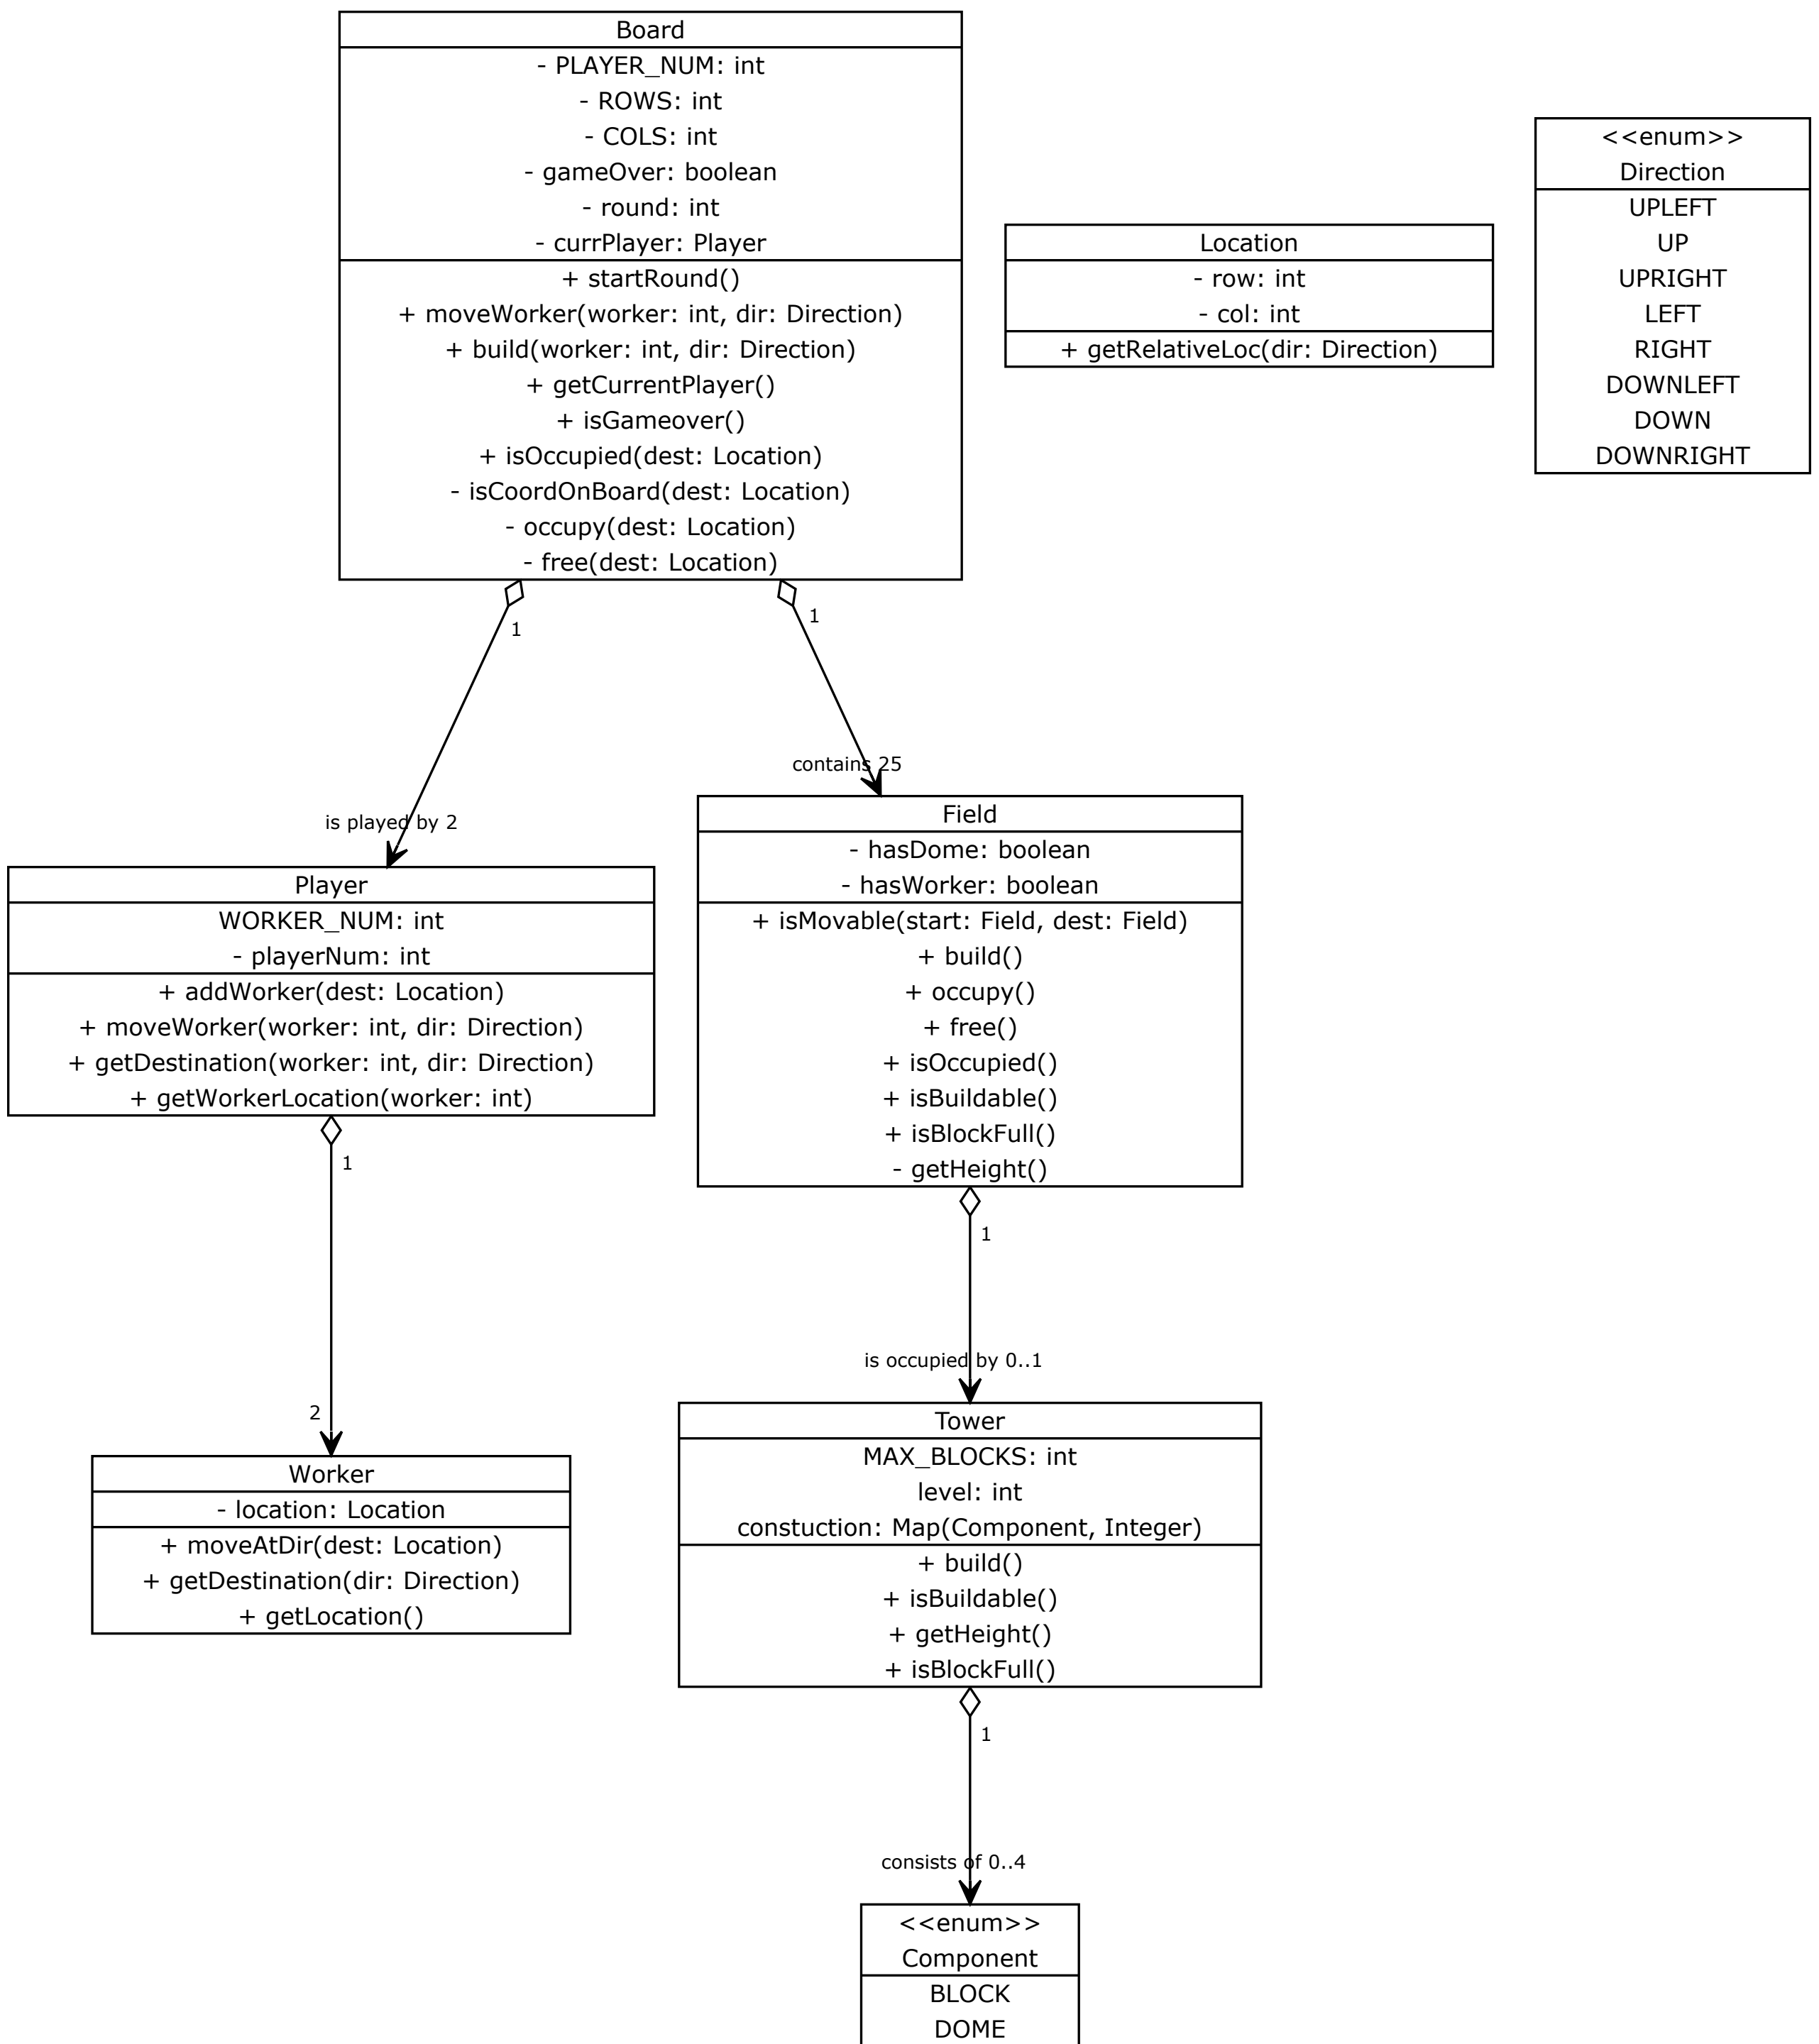 Board
- PLAYER_NUM: int
- ROWS: int
- COLS: int
- gameOver: boolean
- round: int
- currPlayer: Player
+ startRound()
+ moveWorker(worker: int, dir: Direction)
+ build(worker: int, dir: Direction)
+ getCurrentPlayer()
+ isGameover()
+ isOccupied(dest: Location)
- isCoordOnBoard(dest: Location)
- occupy(dest: Location)
- free(dest: Location)
Location
- row: int
- col: int
+ getRelativeLoc(dir: Direction)
<<enum>>
Direction
UPLEFT
UP
UPRIGHT
LEFT
RIGHT
DOWNLEFT
DOWN
DOWNRIGHT
1
1
is played by 2
contains 25
Player
WORKER_NUM: int
- playerNum: int
+ addWorker(dest: Location)
+ moveWorker(worker: int, dir: Direction)
+ getDestination(worker: int, dir: Direction)
+ getWorkerLocation(worker: int)
Field
- hasDome: boolean
- hasWorker: boolean
+ isMovable(start: Field, dest: Field)
+ build()
+ occupy()
+ free()
+ isOccupied()
+ isBuildable()
+ isBlockFull()
- getHeight()
1
2
1
is occupied by 0..1
Worker
- location: Location
+ moveAtDir(dest: Location)
+ getDestination(dir: Direction)
+ getLocation()
Tower
MAX_BLOCKS: int
level: int
constuction: Map(Component, Integer)
+ build()
+ isBuildable()
+ getHeight()
+ isBlockFull()
1
consists of 0..4
<<enum>>
Component
BLOCK
DOME